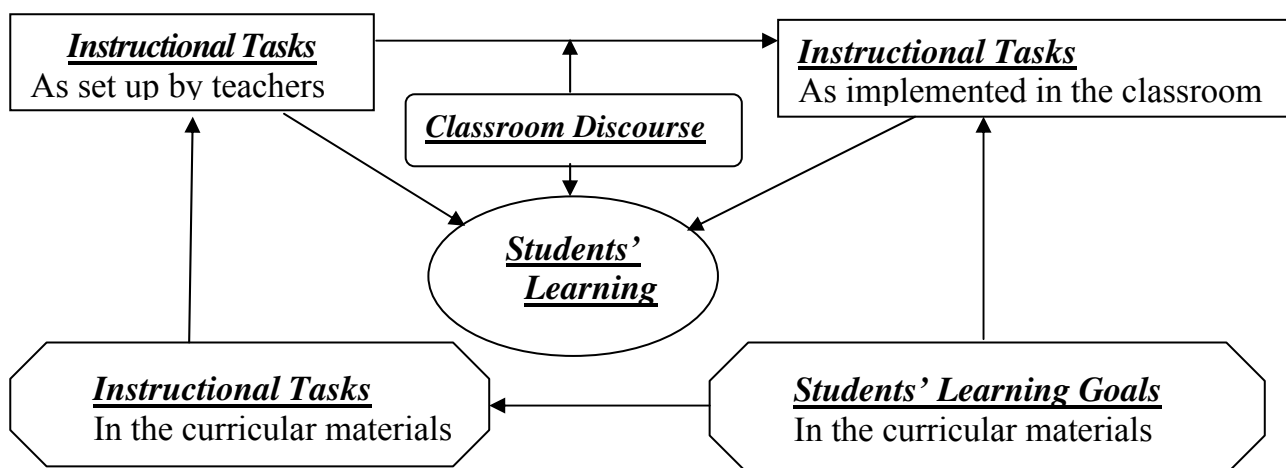 Instructional Tasks
As set up by teachers
Instructional Tasks
As implemented in the classroom
Classroom Discourse
Students’
Learning
Instructional Tasks
In the curricular materials
Students’ Learning Goals
In the curricular materials